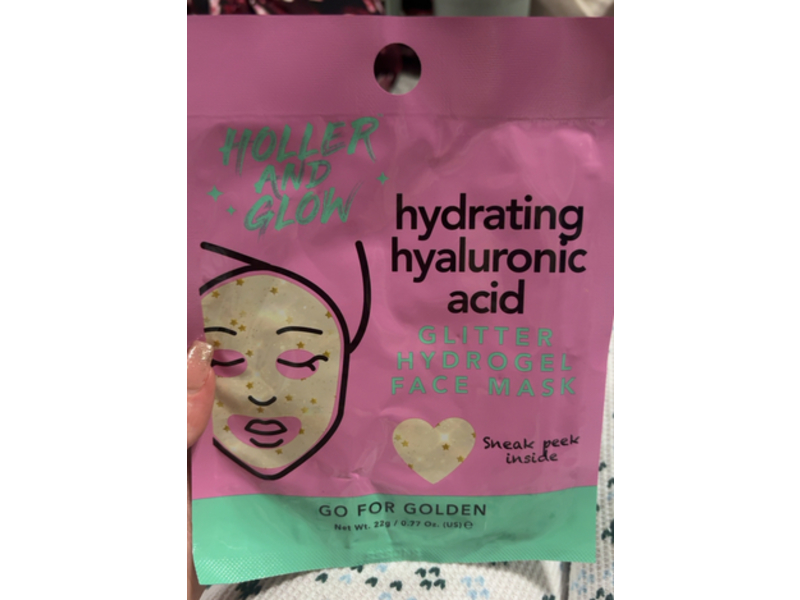 HOLLER
AND
GLOW
hydrating
hyaluronic
acid
GLITTER
HYDROGEL
FACE MASK
Sneak peek
inside
GO FOR GOLDEN
Net Wt. 22g / 0.77 Oz. (US) ℮